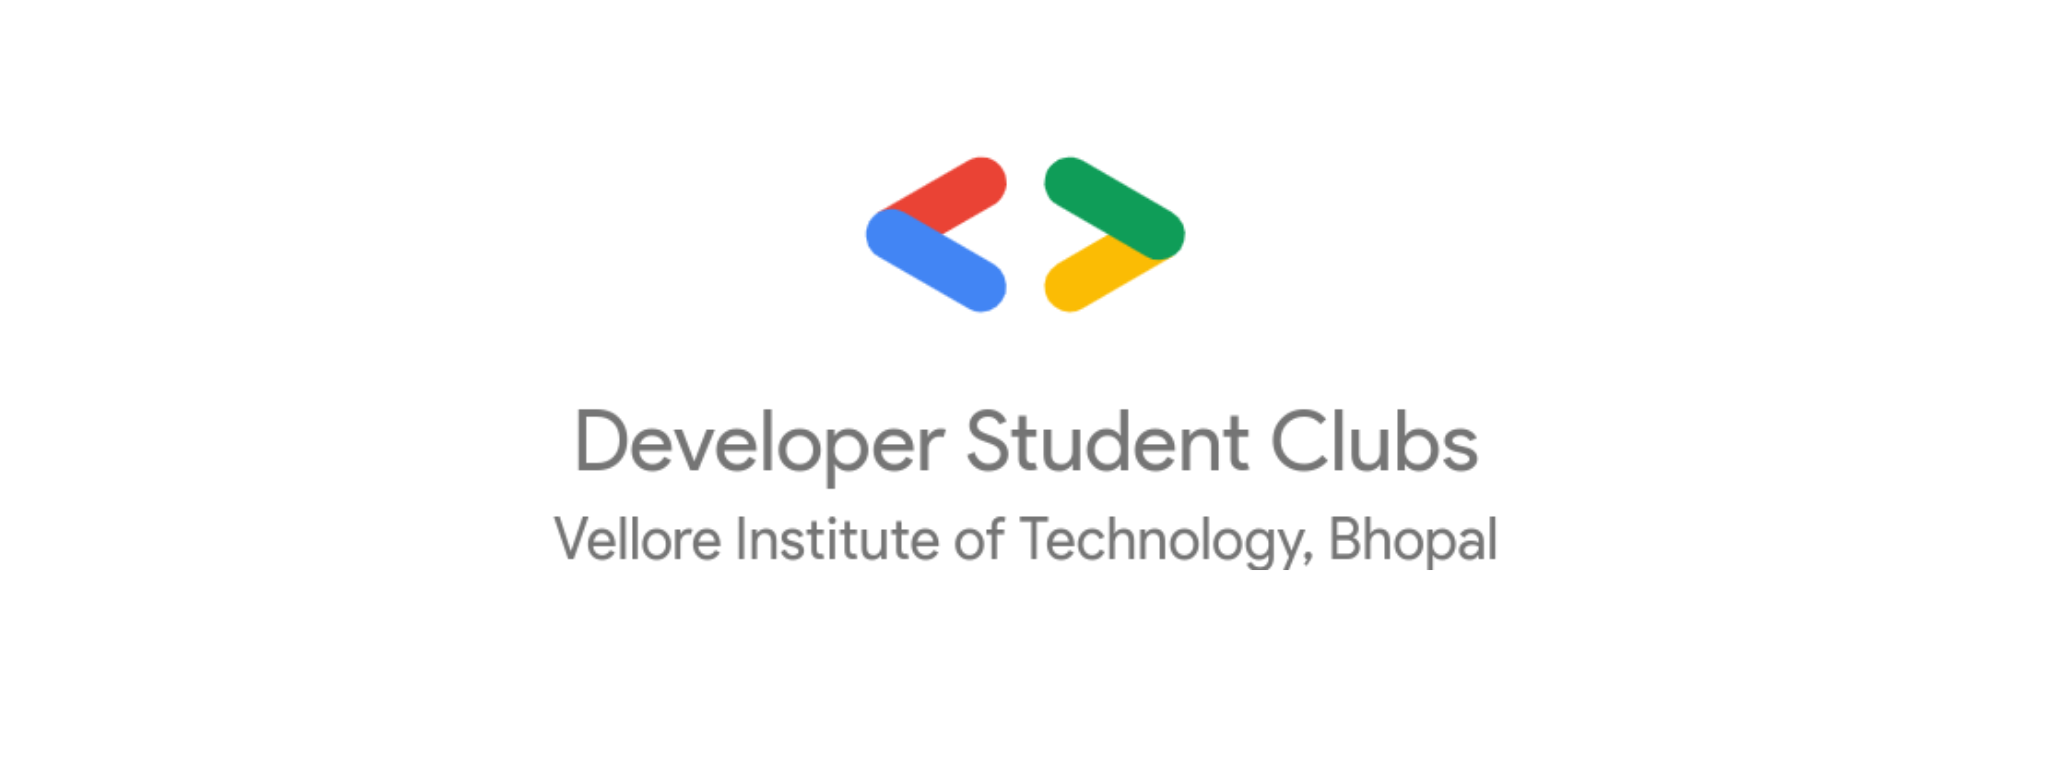 Developer Student Clubs
Vellore Institute of Technology, Bhopal